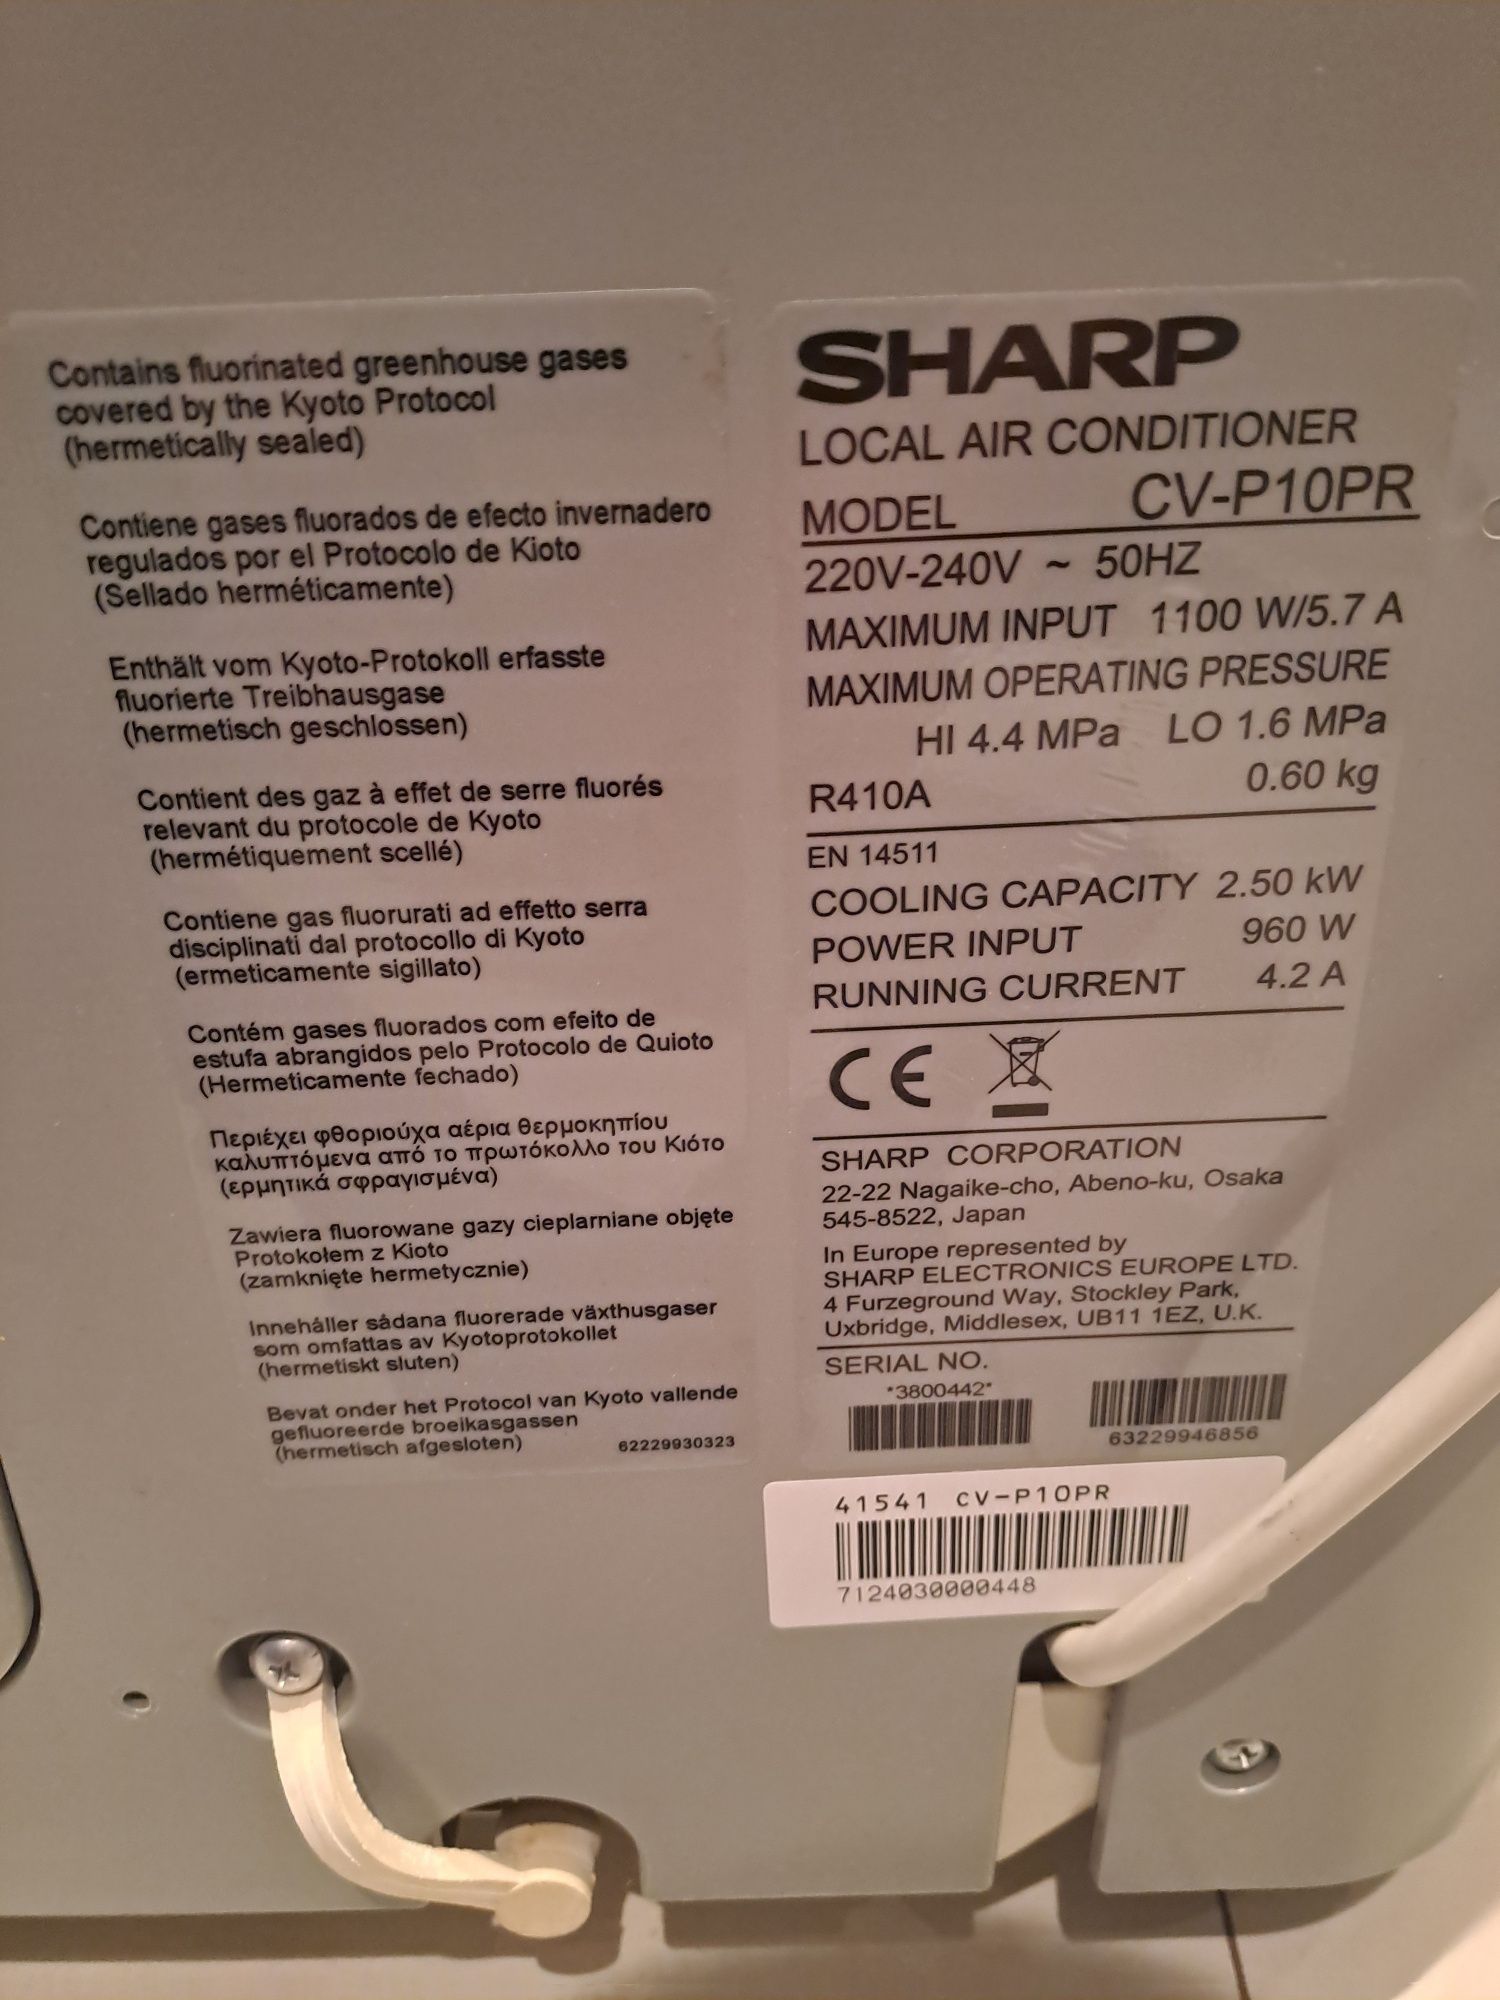 Contains fluorinated greenhouse gases
covered by the Kyoto Protocol
(hermetically sealed)
Contiene gases fluorados de efecto invernadero
regulados por el Protocolo de Kioto
(Sellado herméticamente)
Enthält vom Kyoto-Protokoll erfasste
fluorierte Treibhausgase
(hermetisch geschlossen)
Contient des gaz à effet de serre fluorés
relevant du protocole de Kyoto
(hermétiquement scellé)
Contiene gas fluorurati ad effetto serra
disciplinati dal protocollo di Kyoto
(ermeticamente sigillato)
Contém gases fluorados com efeito de
estufa abrangidos pelo Protocolo de Quioto
(Hermeticamente fechado)
Περιέχει φθοριούχα αέρια θερμοκηπίου
καλυπτόμενα από το πρωτόκολλο του Κιότο
(ερμητικά σφραγισμένα)
Zawiera fluorowane gazy cieplarniane objęte
Protokołem z Kioto
(zamknięte hermetycznie)
Innehåller sådana fluorerade växthusgaser
som omfattas av Kyotoprotokollet
(hermetiskt sluten)
Bevat onder het Protocol van Kyoto vallende
gefluoreerde broeikasgassen
(hermetisch afgesloten) 62229930323
SHARP
LOCAL AIR CONDITIONER
MODEL CV-P10PR
220V-240V ~ 50HZ
MAXIMUM INPUT 1100 W/5.7 A
MAXIMUM OPERATING PRESSURE
HI 4.4 MPa LO 1.6 MPa
R410A 0.60 kg
EN 14511
COOLING CAPACITY 2.50 kW
POWER INPUT 960 W
RUNNING CURRENT 4.2 A
CE
SHARP CORPORATION
22-22 Nagaike-cho, Abeno-ku, Osaka
545-8522, Japan
In Europe represented by
SHARP ELECTRONICS EUROPE LTD.
4 Furzeground Way, Stockley Park,
Uxbridge, Middlesex, UB11 1EZ, U.K.
SERIAL NO.
*3800442*
63229946856
41541 CV-P10PR
7124030000448